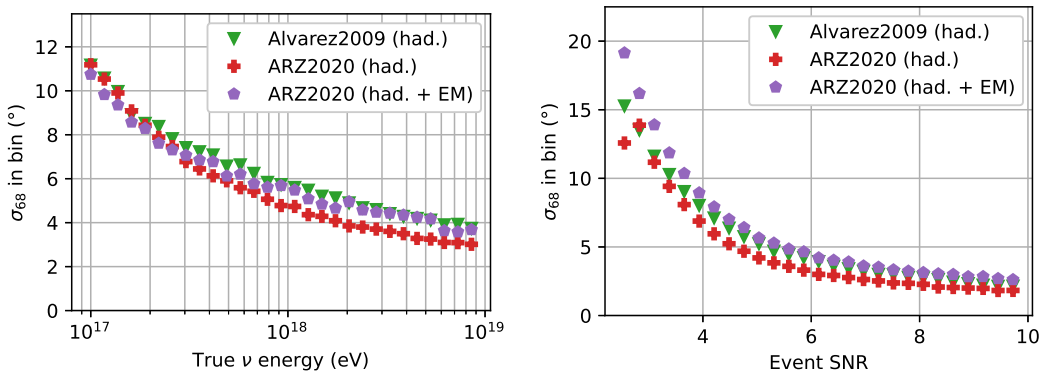 Alvarez2009 (had.)
ARZ2020 (had.)
ARZ2020 (had. + EM)
12
10
8
6
4
2
0
σ68 in bin (°)
10^17
10^18
10^19
True ν energy (eV)
Alvarez2009 (had.)
ARZ2020 (had.)
ARZ2020 (had. + EM)
20
15
10
5
0
σ68 in bin (°)
4
6
8
10
Event SNR